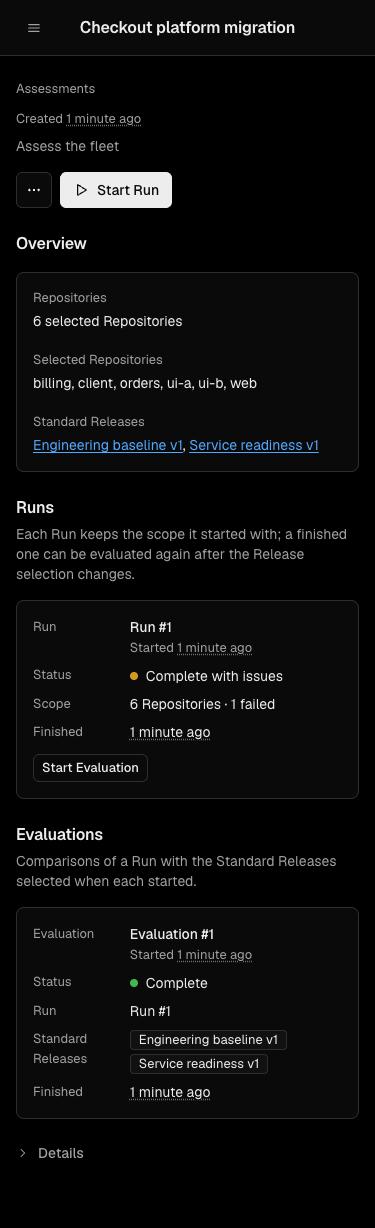 Checkout platform migration
Assessments
Created 1 minute ago
Assess the fleet
Start Run
Overview
Repositories
6 selected Repositories
Selected Repositories
billing, client, orders, ui-a, ui-b, web
Standard Releases
Engineering baseline v1, Service readiness v1
Runs
Each Run keeps the scope it started with; a finished
one can be evaluated again after the Release
selection changes.
Run Run #1
Started 1 minute ago
Status Complete with issues
Scope 6 Repositories · 1 failed
Finished 1 minute ago
Start Evaluation
Evaluations
Comparisons of a Run with the Standard Releases
selected when each started.
Evaluation Evaluation #1
Started 1 minute ago
Status Complete
Run Run #1
Standard Releases Engineering baseline v1
Service readiness v1
Finished 1 minute ago
Details